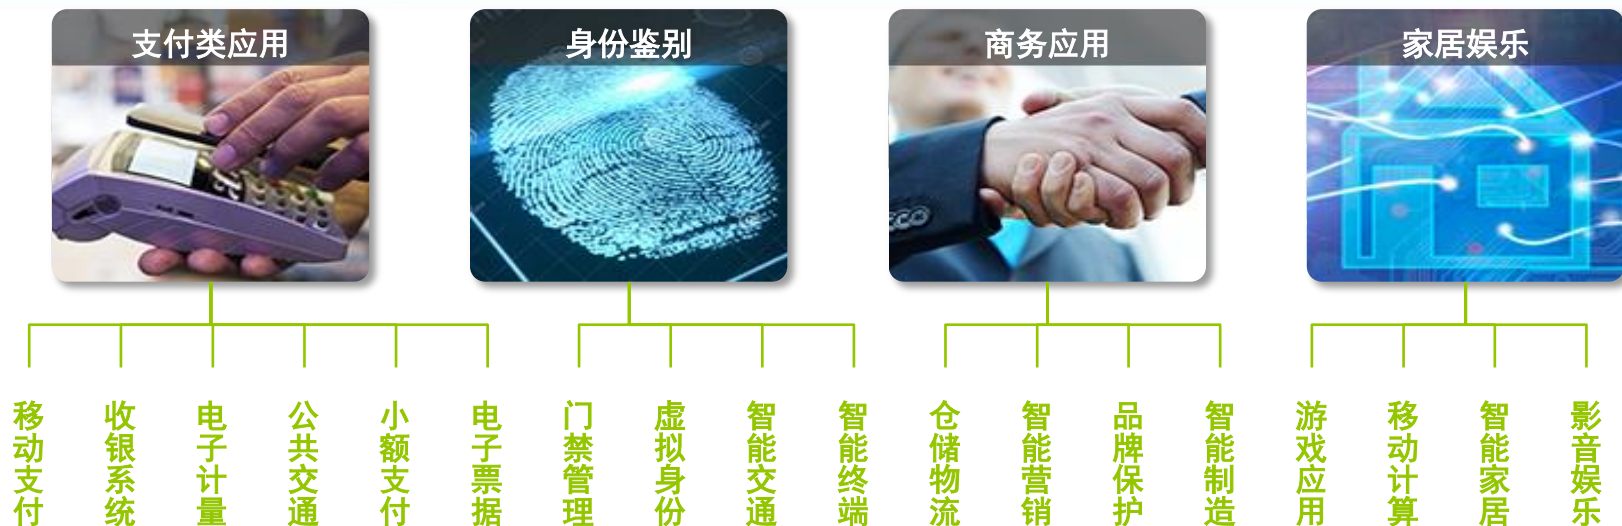 支付类应用
身份鉴别
商务应用
家居娱乐
移动支付
收银系统
电子计量
公共交通
小额支付
电子票据
门禁管理
虚拟身份
智能交通
智能终端
仓储物流
智能营销
品牌保护
智能制造
游戏应用
移动计算
智能家居
影音娱乐